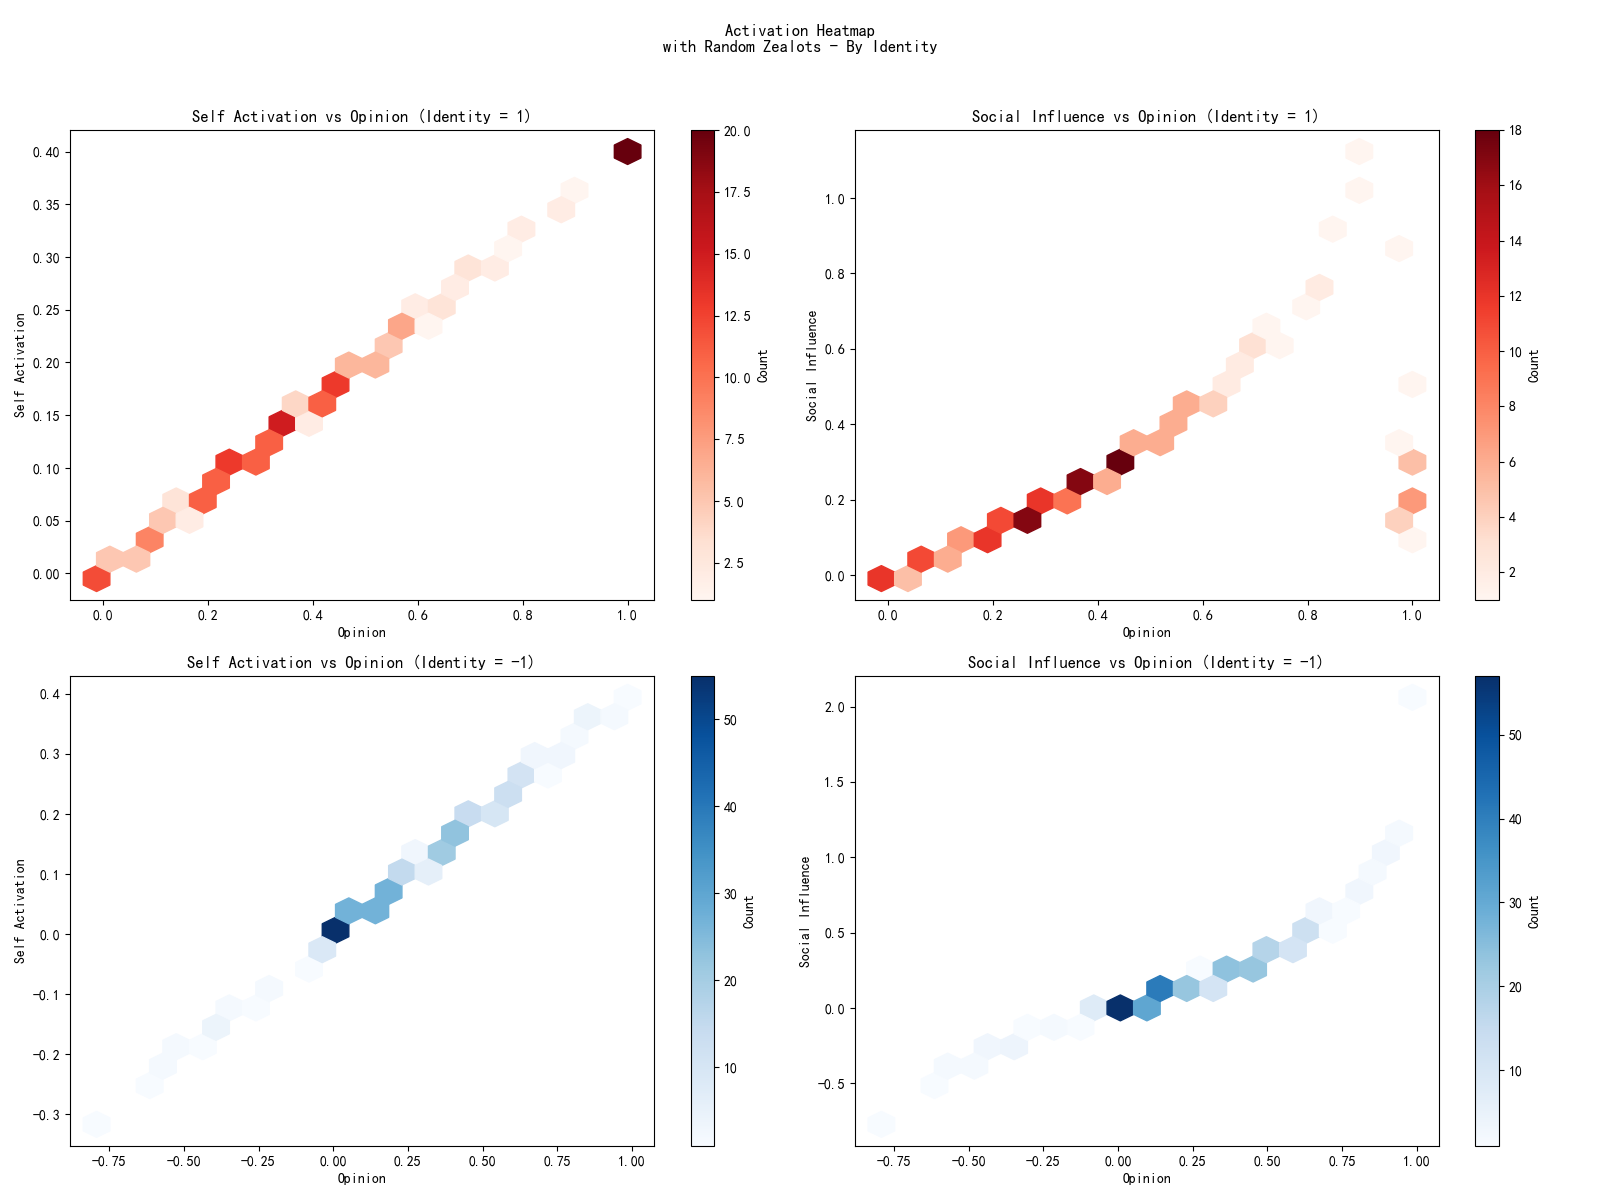 Activation Heatmap
with Random Zealots - By Identity
Self Activation vs Opinion (Identity = 1)
0.40
0.35
0.30
0.25
0.20
0.15
0.10
0.05
0.00
Self Activation
0.0 0.2 0.4 0.6 0.8 1.0
Opinion
20.0
17.5
15.0
12.5
10.0
7.5
5.0
2.5
Count
Social Influence vs Opinion (Identity = 1)
1.0
0.8
0.6
0.4
0.2
0.0
Social Influence
0.0 0.2 0.4 0.6 0.8 1.0
Opinion
18
16
14
12
10
8
6
4
2
Count
Self Activation vs Opinion (Identity = -1)
0.4
0.3
0.2
0.1
0.0
-0.1
-0.2
-0.3
Self Activation
-0.75 -0.50 -0.25 0.00 0.25 0.50 0.75 1.00
Opinion
50
40
30
20
10
Count
Social Influence vs Opinion (Identity = -1)
2.0
1.5
1.0
0.5
0.0
-0.5
Social Influence
-0.75 -0.50 -0.25 0.00 0.25 0.50 0.75 1.00
Opinion
50
40
30
20
10
Count